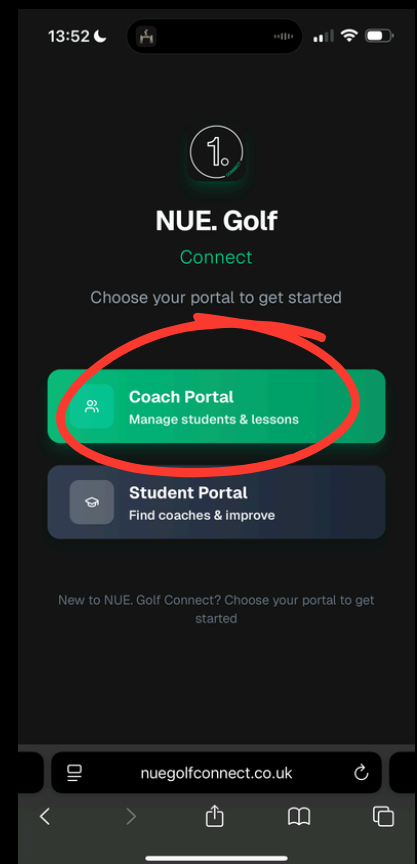 13:52
1.
NUE. Golf
Connect
Choose your portal to get started
Coach Portal
Manage students & lessons
Student Portal
Find coaches & improve
New to NUE. Golf Connect? Choose your portal to get
started
nuegolfconnect.co.uk